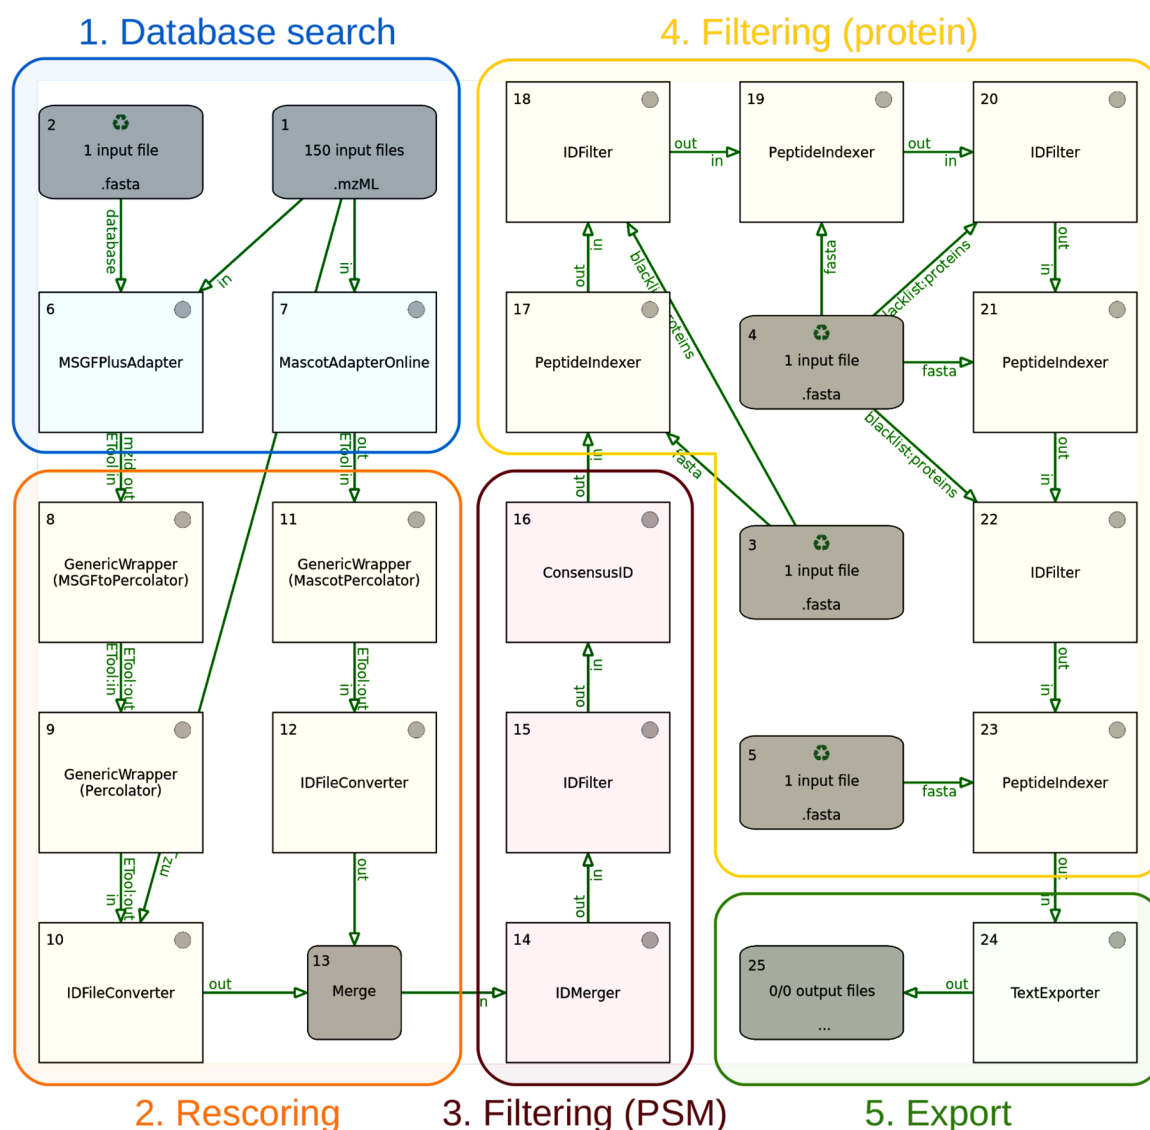 1. Database search
4. Filtering (protein)
2
1 input file
.fasta
1
150 input files
.mzML
18
IDFilter
out
in
19
PeptideIndexer
out
in
20
IDFilter
database
in
in
out
in
blackli
roteins
fasta
lacklist:proteins
out
in
6
MSGFPlusAdapter
7
MascotAdapterOnline
17
PeptideIndexer
4
1 input file
.fasta
fasta
21
PeptideIndexer
mzid_out
ETool:in
out
ETool:in
out
in
fasta
blacklist:proteins
out
in
8
GenericWrapper
(MSGFtoPercolator)
11
GenericWrapper
(MascotPercolator)
16
ConsensusID
3
1 input file
.fasta
22
IDFilter
ETool:out
ETool:in
ETool:out
in
out
in
out
in
9
GenericWrapper
(Percolator)
12
IDFileConverter
15
IDFilter
5
1 input file
.fasta
fasta
23
PeptideIndexer
ETool:out
in
mz
out
out
in
out
in
10
IDFileConverter
out
13
Merge
n
14
IDMerger
25
0/0 output files
...
out
24
TextExporter
2. Rescoring
3. Filtering (PSM)
5. Export